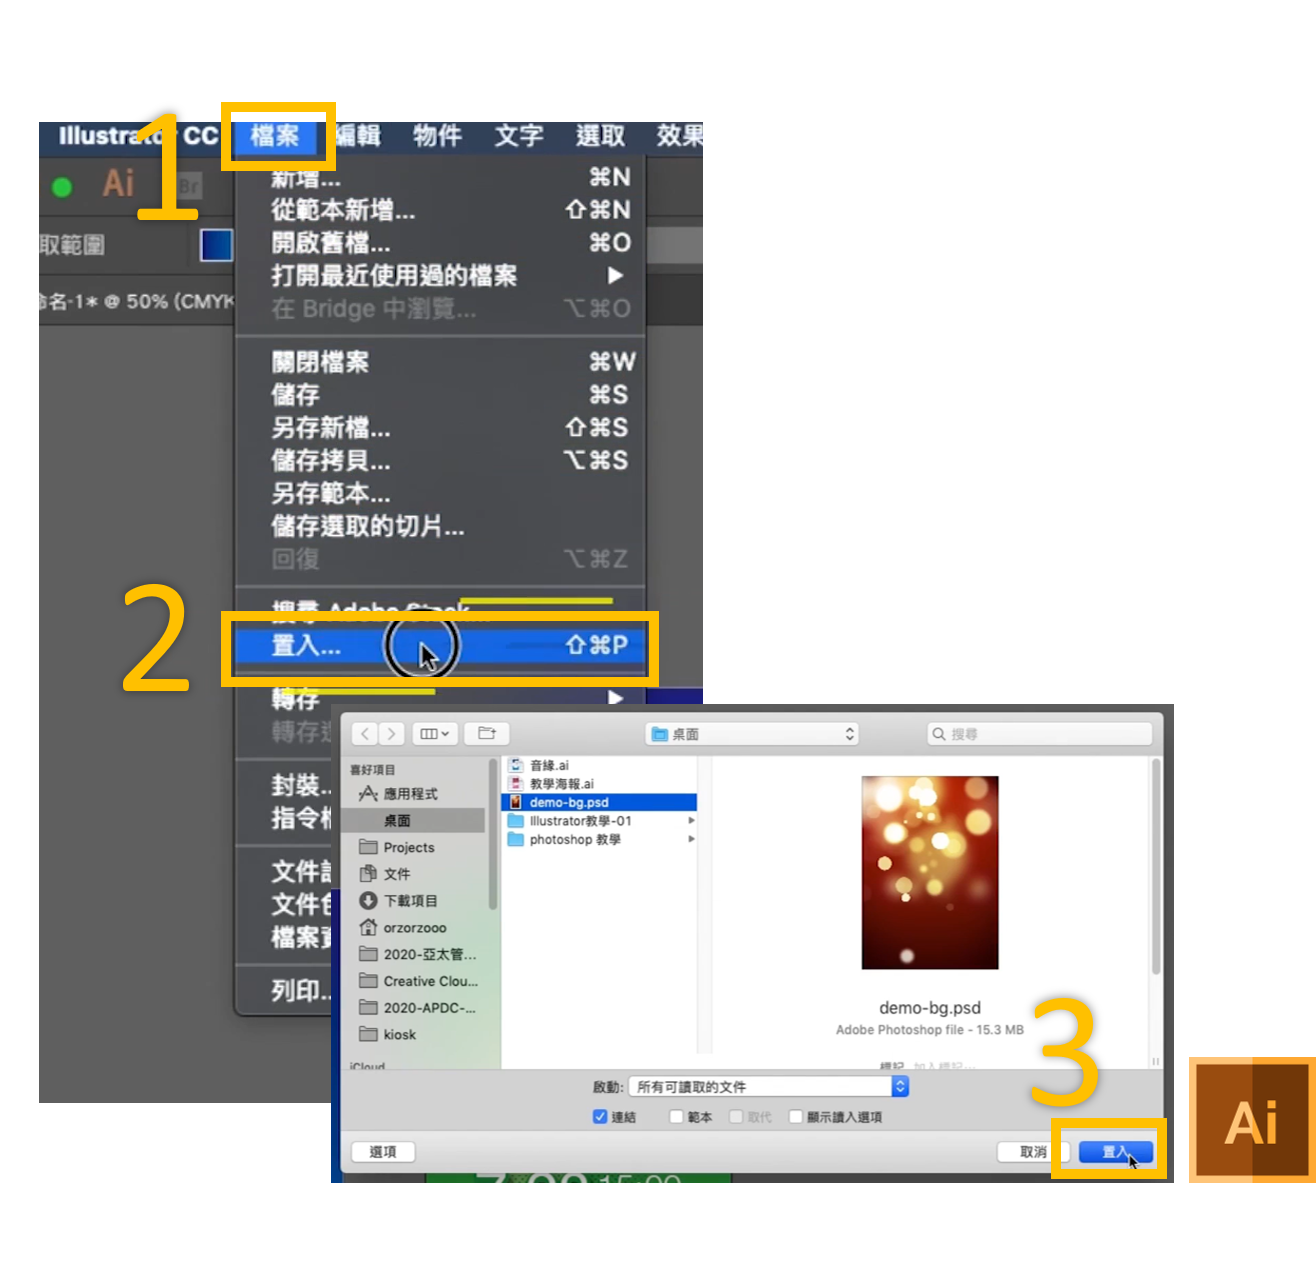 1
Illustrator CC 檔案 編輯 物件 文字 選取 效果
Ai Br
新增... ⌘N
從範本新增... ⇧⌘N
取範圍
開啟舊檔... ⌘O
打開最近使用過的檔案 ▶
名-1* @ 50% (CMYK
在 Bridge 中瀏覽... ⌥⌘O
關閉檔案 ⌘W
儲存 ⌘S
另存新檔... ⇧⌘S
儲存拷貝... ⌥⌘S
另存範本...
儲存選取的切片...
回復 ⌥⌘Z
2
搜尋 Adobe Stock...
置入... ⇧⌘P
轉存 ▶
轉存
封裝...
指令
文件
文件
檔案
列印...
桌面
搜尋
喜好項目
應用程式
桌面
Projects
文件
下載項目
orzorzooo
2020-亞太管...
Creative Clou...
2020-APDC-...
kiosk
iCloud
音緣.ai
教學海報.ai
demo-bg.psd
Illustrator教學-01
photoshop 教學
demo-bg.psd
Adobe Photoshop file - 15.3 MB
標記 加入標記...
3
啟動: 所有可讀取的文件
連結 範本 取代 顯示讀入選項
選項 取消 置入
Ai